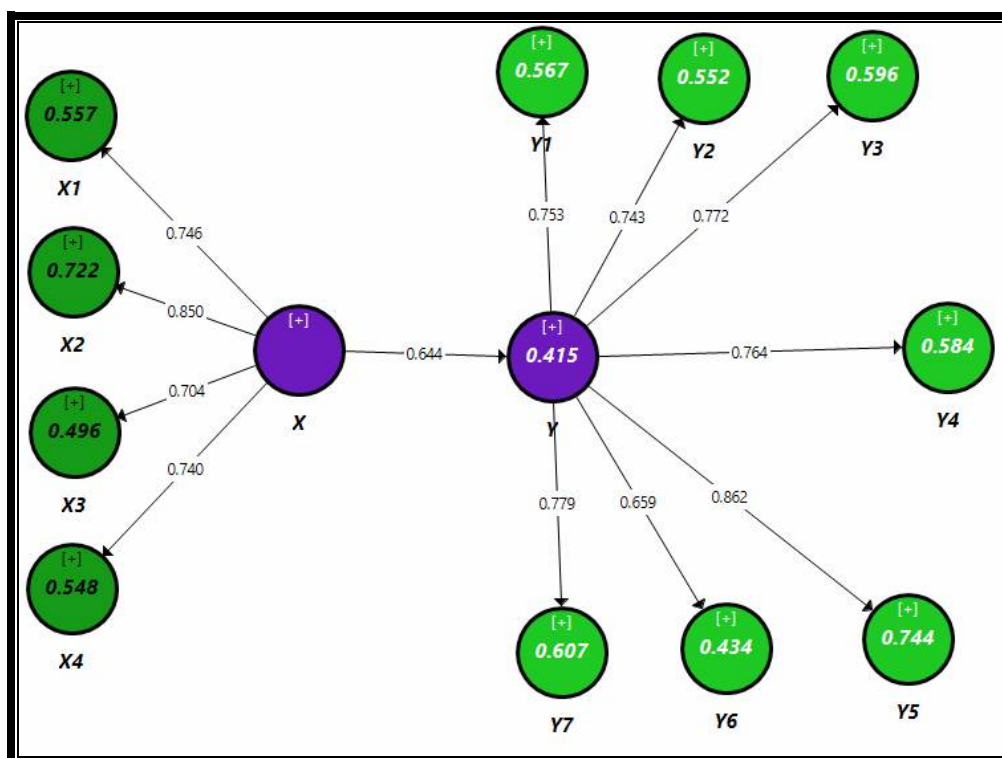 [+]
0.557
X1
[+]
0.722
X2
[+]
0.496
X3
[+]
0.548
X4
0.746
0.850
0.704
0.740
[+]
X
0.644
[+]
0.415
Y
[+]
0.567
Y1
[+]
0.552
Y2
[+]
0.596
Y3
0.753
0.743
0.772
0.764
[+]
0.584
Y4
0.779
0.659
0.862
[+]
0.607
Y7
[+]
0.434
Y6
[+]
0.744
Y5